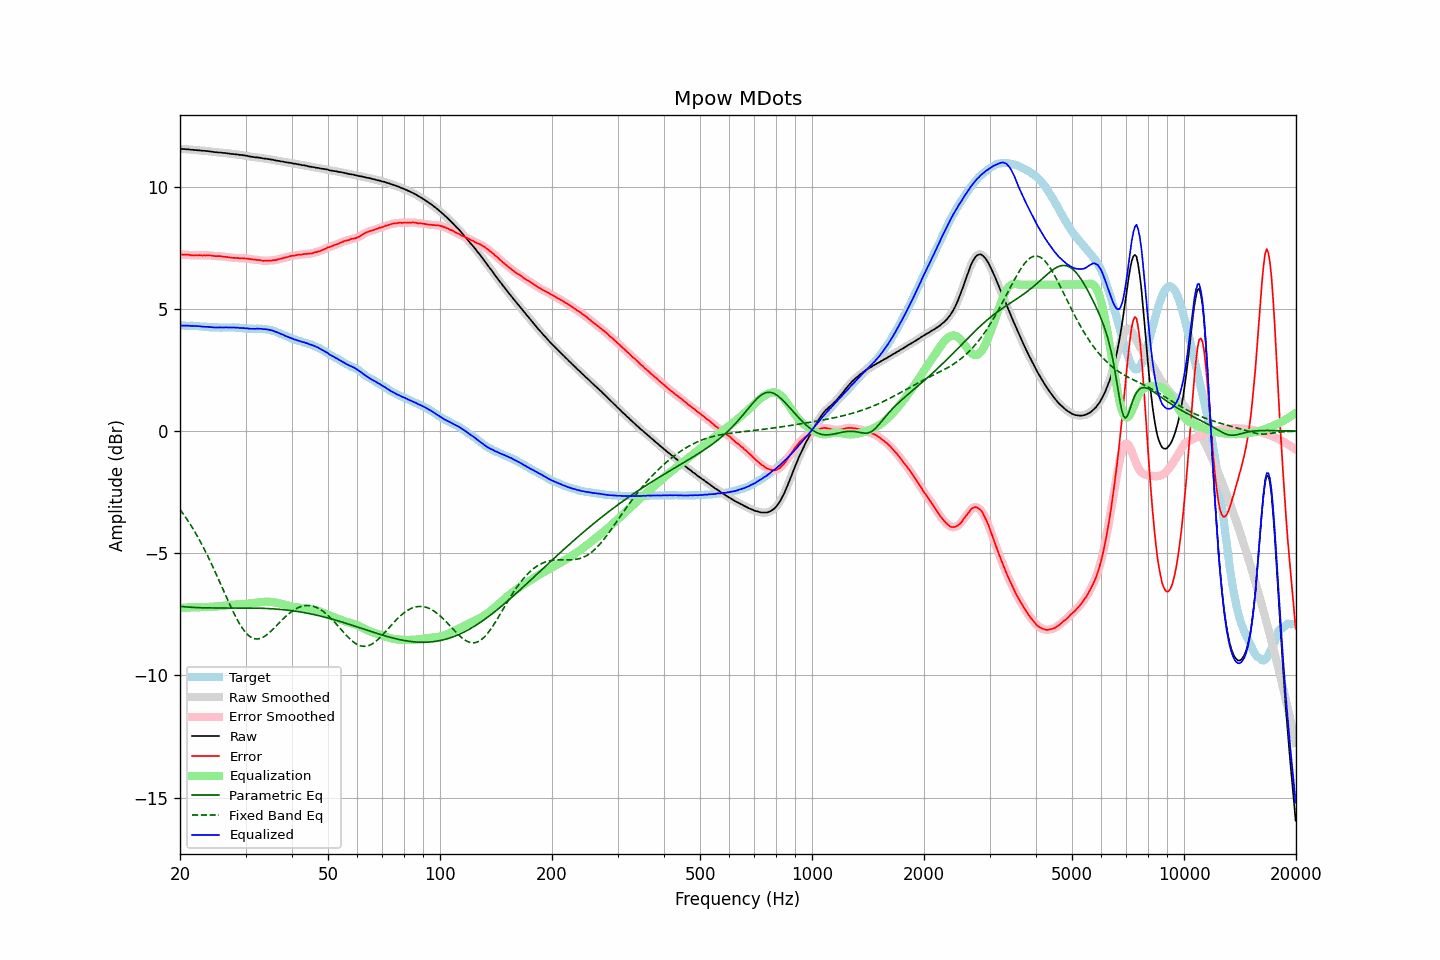 Mpow MDots
Amplitude (dBr)
10
5
0
−5
−10
−15
Target
Raw Smoothed
Error Smoothed
Raw
Error
Equalization
Parametric Eq
Fixed Band Eq
Equalized
20 50 100 200 500 1000 2000 5000 10000 20000
Frequency (Hz)